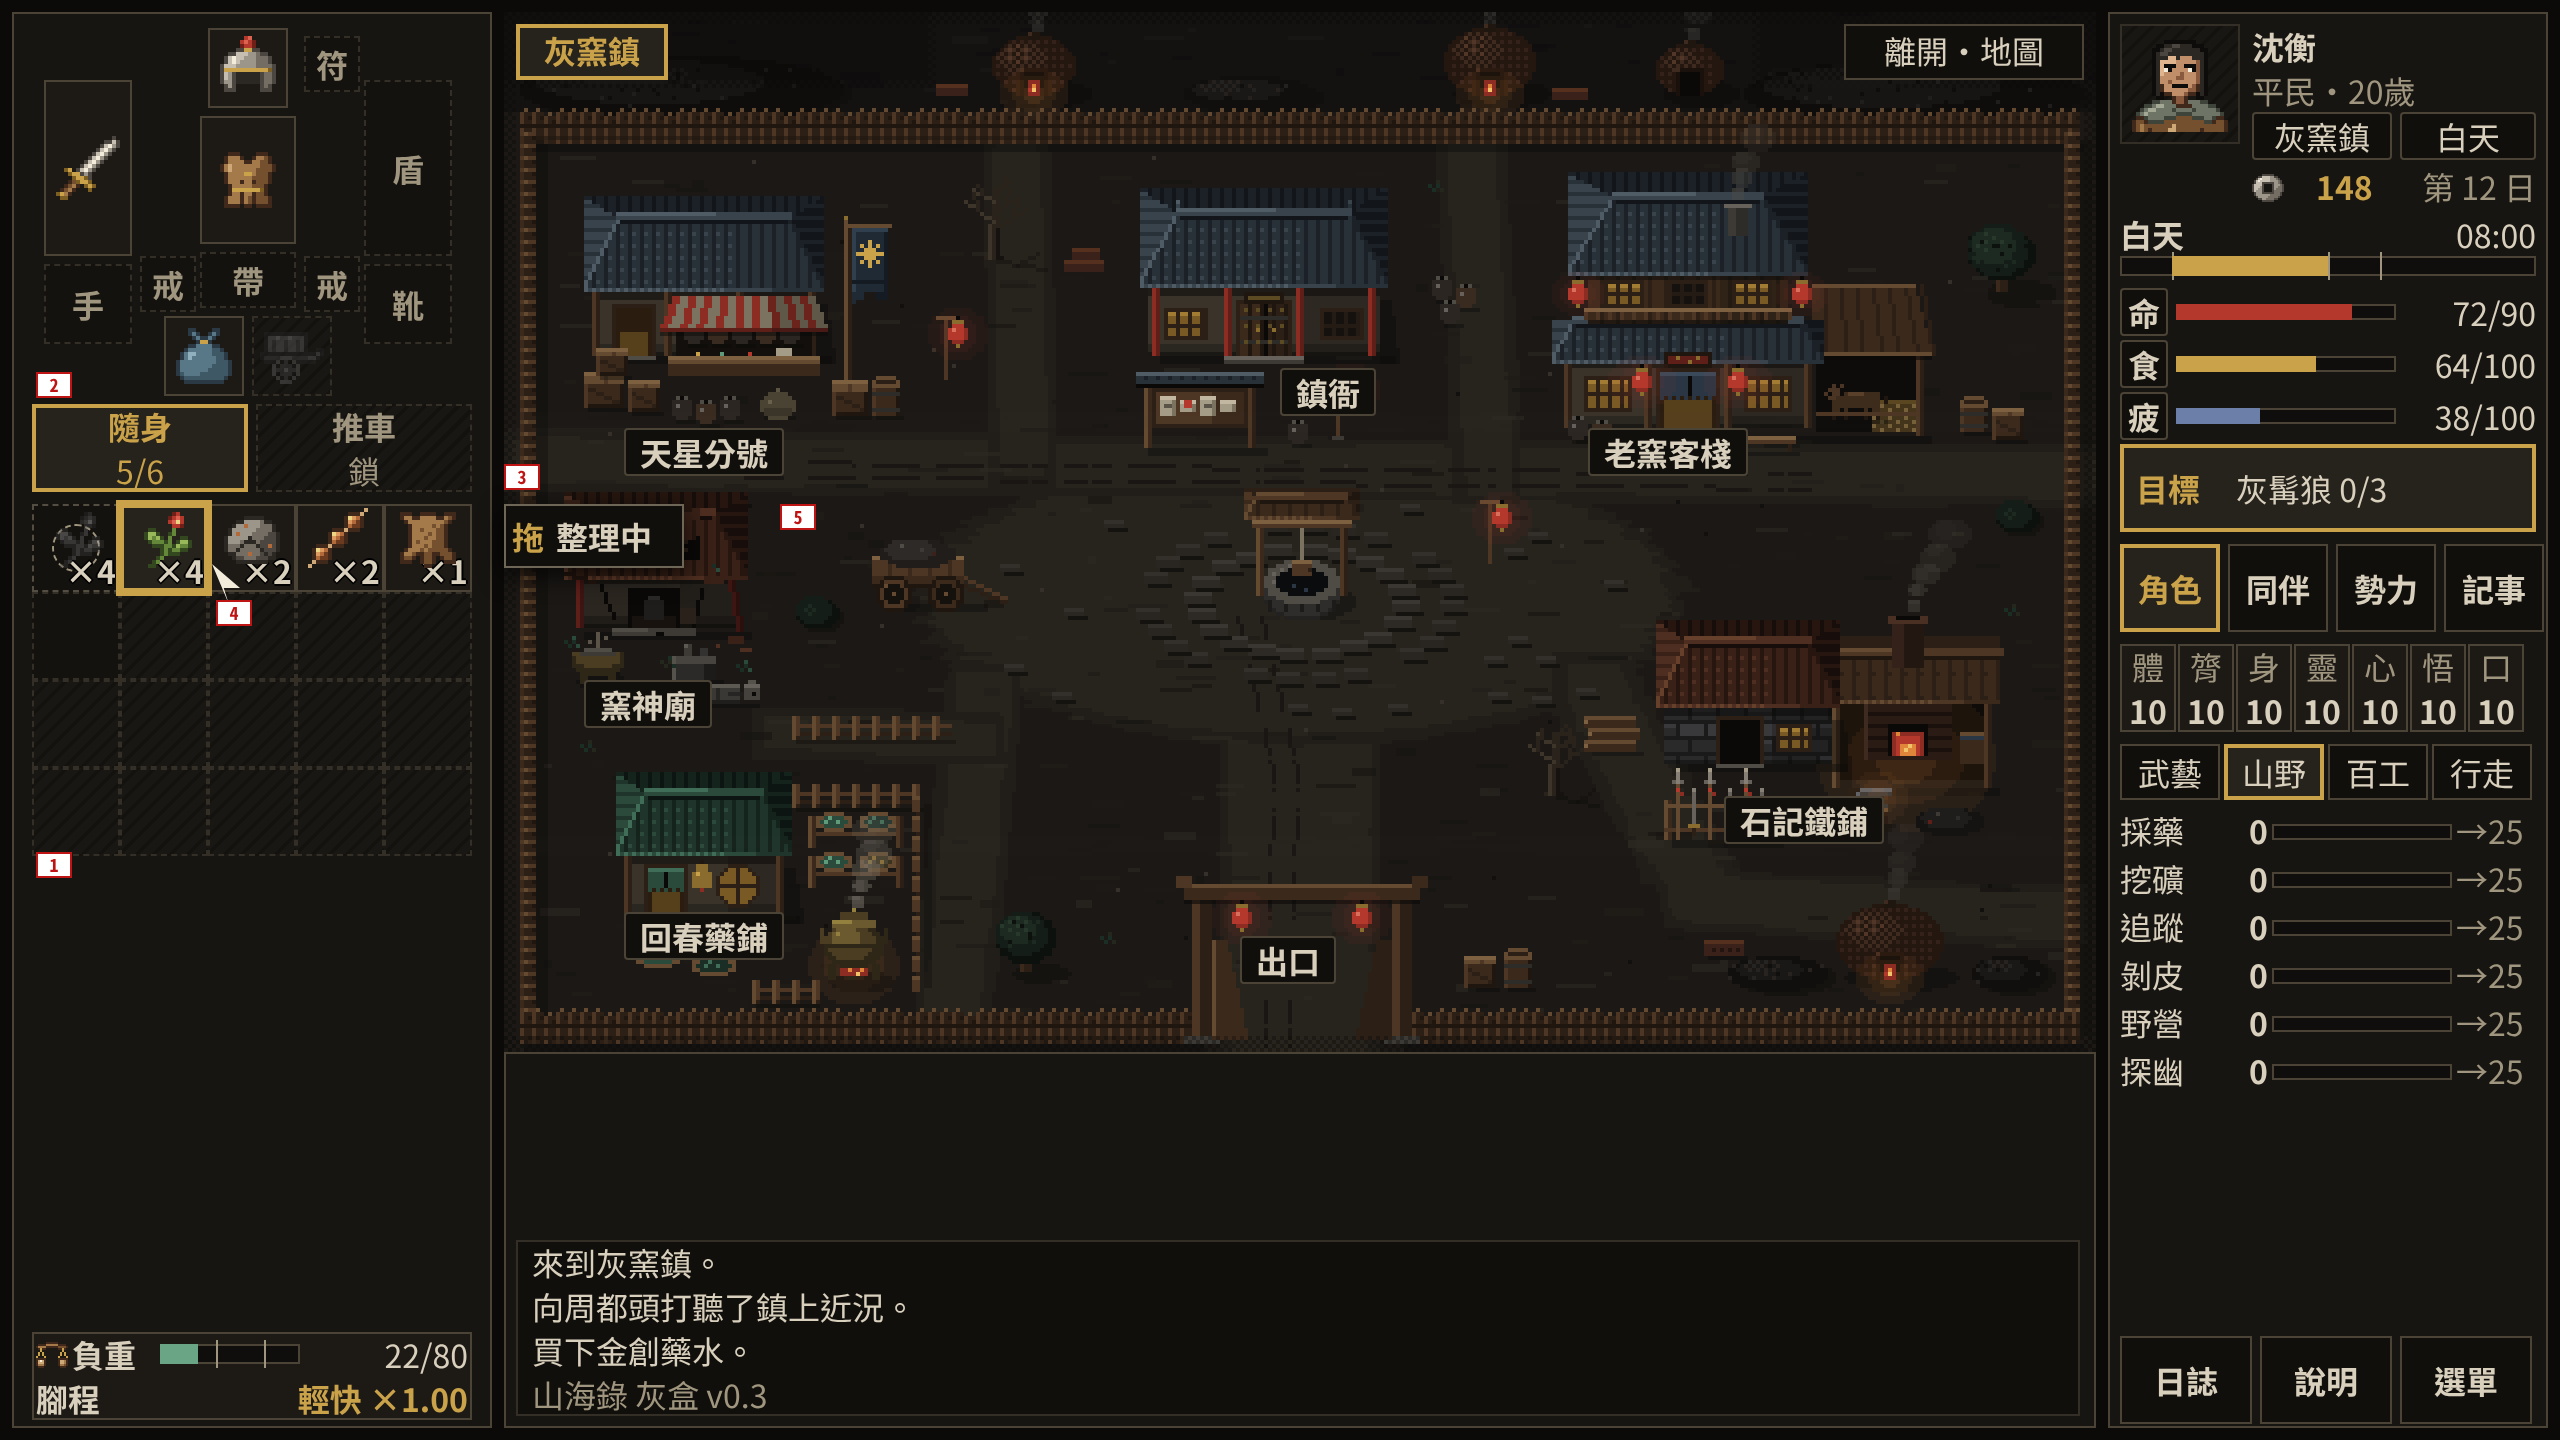 符
盾
手
戒
帶
戒
靴
2
隨身
5/6
推車
鎖
×4
×4
×2
×2
×1
4
1
負重
22/80
腳程
輕快 ×1.00
灰窯鎮
離開・地圖
天星分號
鎮衙
老窯客棧
3
拖 整理中
5
窯神廟
石記鐵鋪
回春藥鋪
出口
來到灰窯鎮。
向周都頭打聽了鎮上近況。
買下金創藥水。
山海錄 灰盒 v0.3
沈衡
平民・20歲
灰窯鎮
白天
148
第 12 日
白天
08:00
命
72/90
食
64/100
疲
38/100
目標 灰髯狼 0/3
角色
同伴
勢力
記事
體 膂 身 靈 心 悟 口
10 10 10 10 10 10 10
武藝
山野
百工
行走
採藥 0 →25
挖礦 0 →25
追蹤 0 →25
剝皮 0 →25
野營 0 →25
探幽 0 →25
日誌
說明
選單